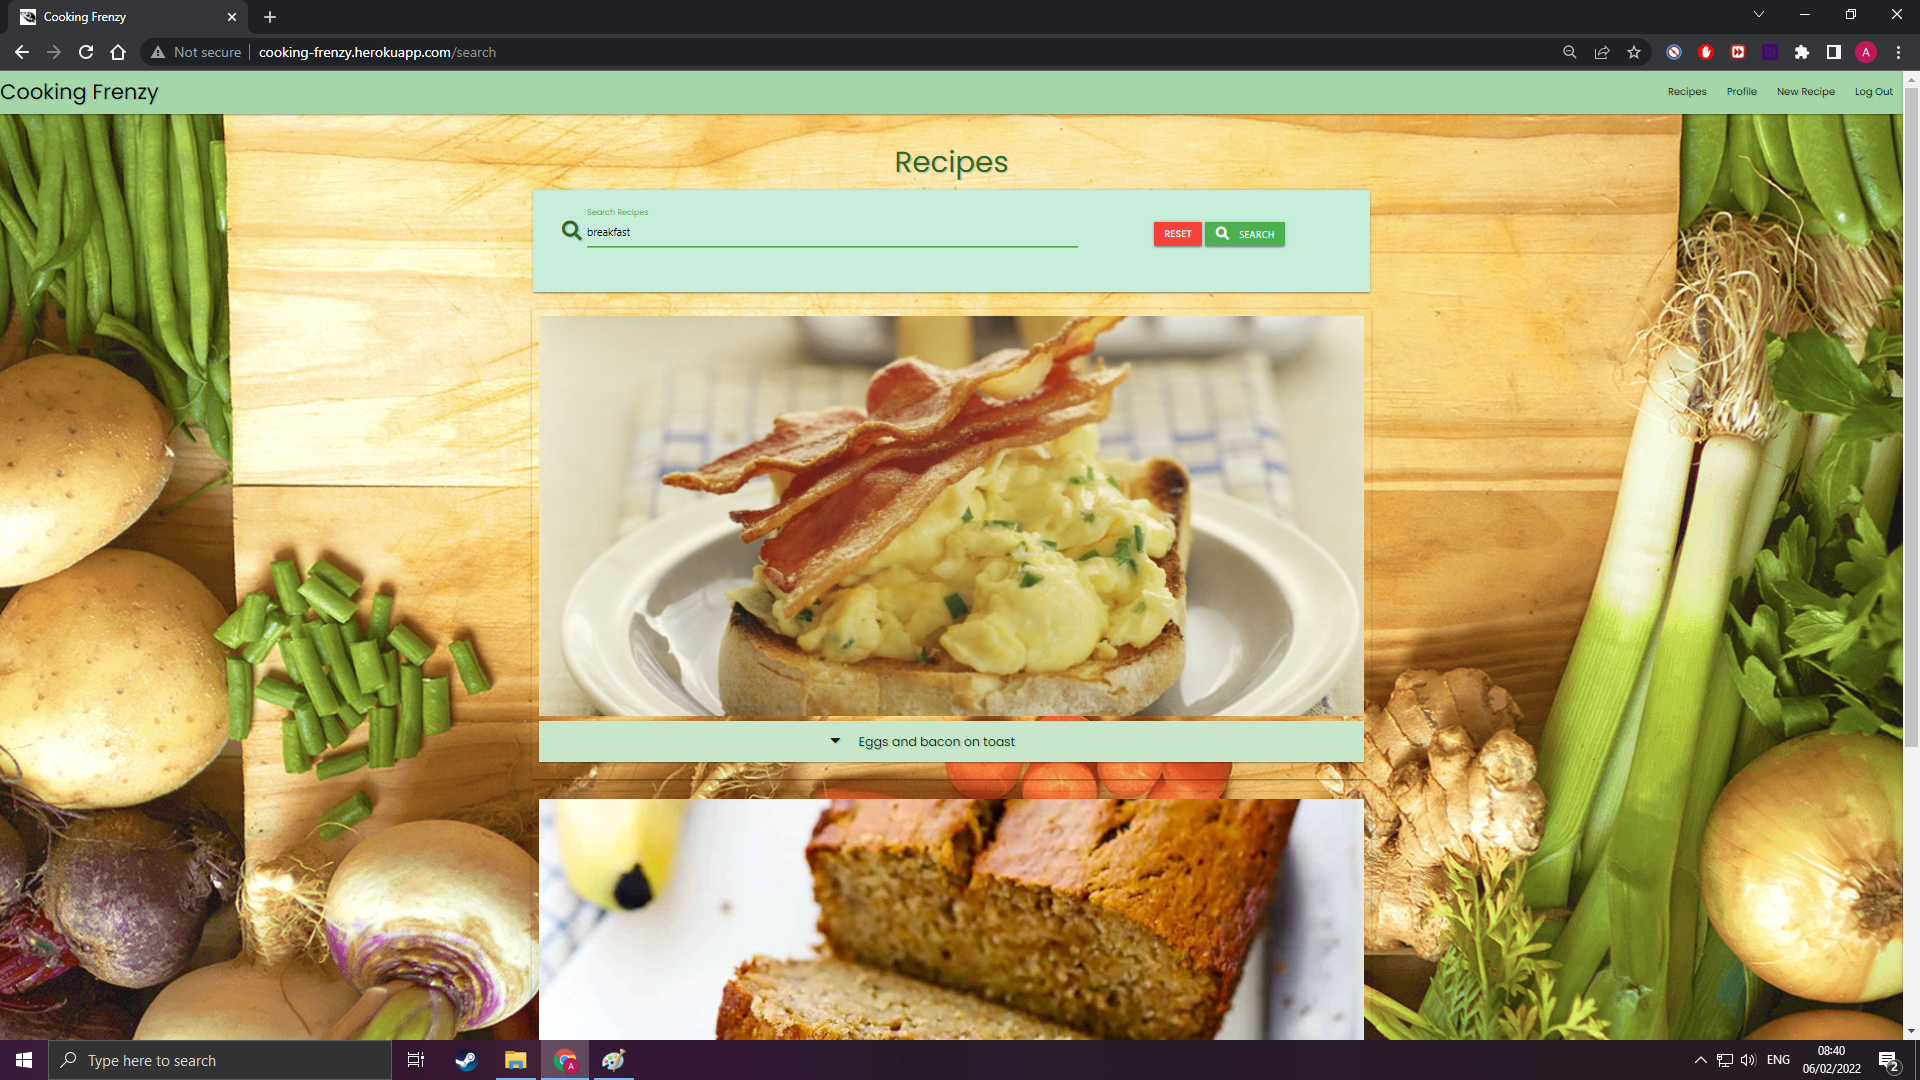 Cooking Frenzy
Not secure
cooking-frenzy.herokuapp.com/search
A
Cooking Frenzy
Recipes
Profile
New Recipe
Log Out
Recipes
Search Recipes
breakfast
RESET
SEARCH
Eggs and bacon on toast
Type here to search
A
ENG
08:40
06/02/2022
2